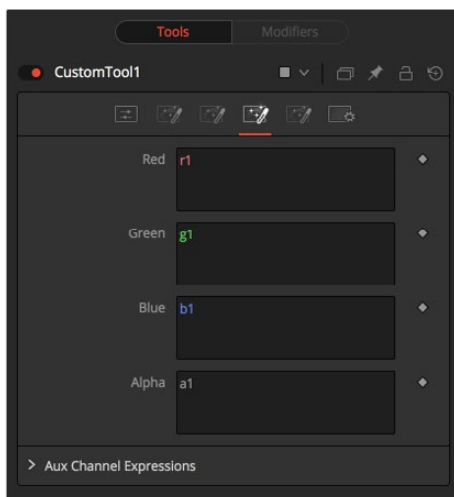 Tools Modifiers
CustomTool1
Red r1
Green g1
Blue b1
Alpha a1
Aux Channel Expressions